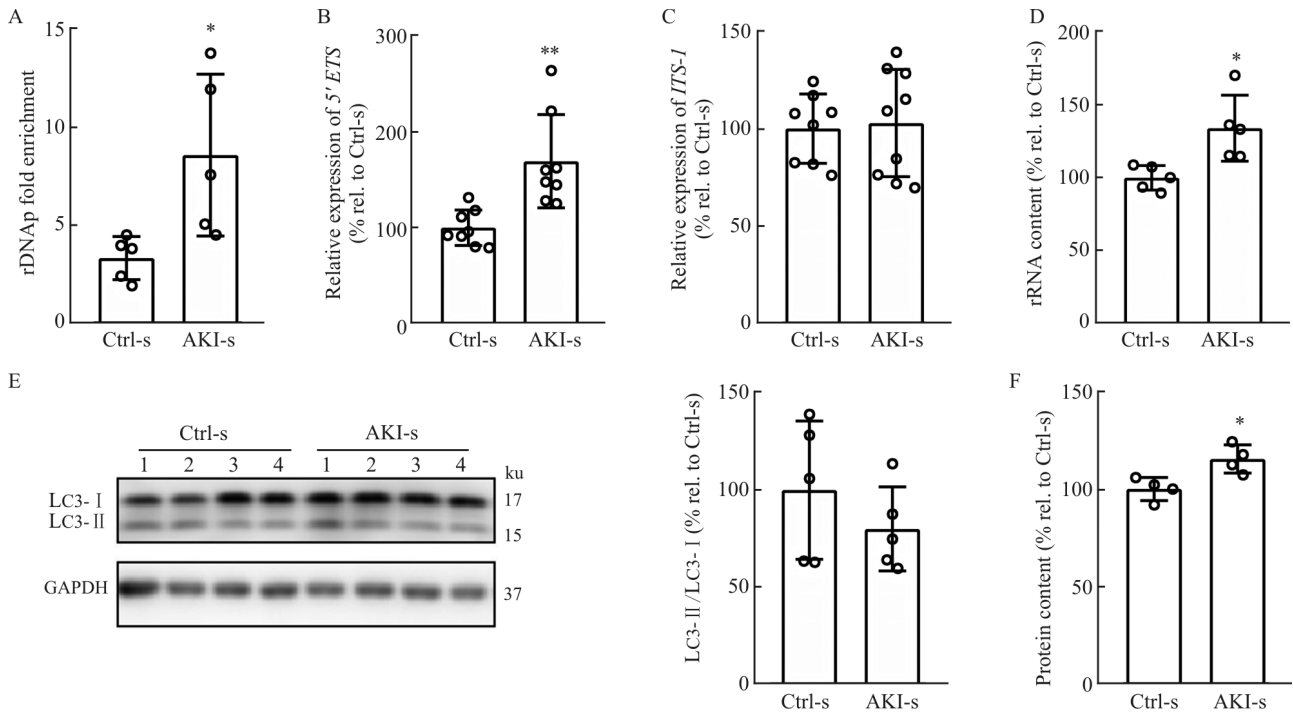 A
rDNAp fold enrichment
15
10
5
0
*
Ctrl-s AKI-s
B
Relative expression of 5' ETS
(% rel. to Ctrl-s)
300
200
100
0
**
Ctrl-s AKI-s
C
Relative expression of ITS-1
(% rel. to Ctrl-s)
150
100
50
0
Ctrl-s AKI-s
D
rRNA content (% rel. to Ctrl-s)
200
150
100
50
0
*
Ctrl-s AKI-s
E
Ctrl-s AKI-s
1 2 3 4 1 2 3 4 ku
LC3-Ⅰ 17
LC3-Ⅱ 15
GAPDH 37
LC3-Ⅱ/LC3-Ⅰ (% rel. to Ctrl-s)
150
100
50
0
Ctrl-s AKI-s
F
Protein content (% rel. to Ctrl-s)
150
100
50
0
*
Ctrl-s AKI-s